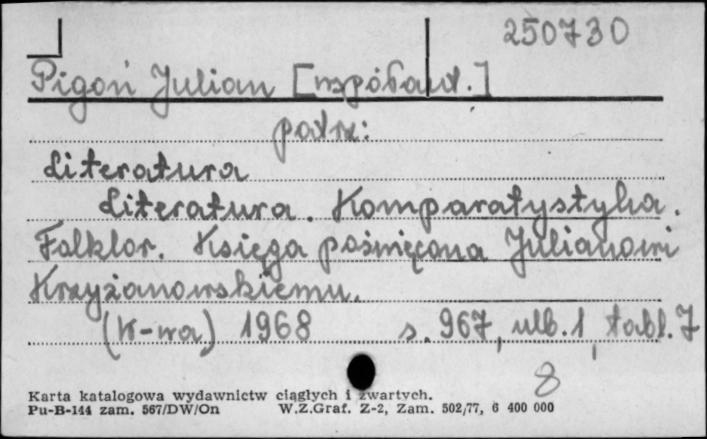 250730
Pigoń Julian [współaut.]
patrz:
Literatura
Literatura. Komparatystyka.
Folklor. Księga poświęcona Julianowi
Krzyżanowskiemu.
(W-wa) 1968 s. 967, ulb. 1, tabl. 7
8
Karta katalogowa wydawnictw ciągłych i zwartych.
Pu-B-144 zam. 567/DW/On W.Z.Graf. Z-2, Zam. 502/77, 6 400 000